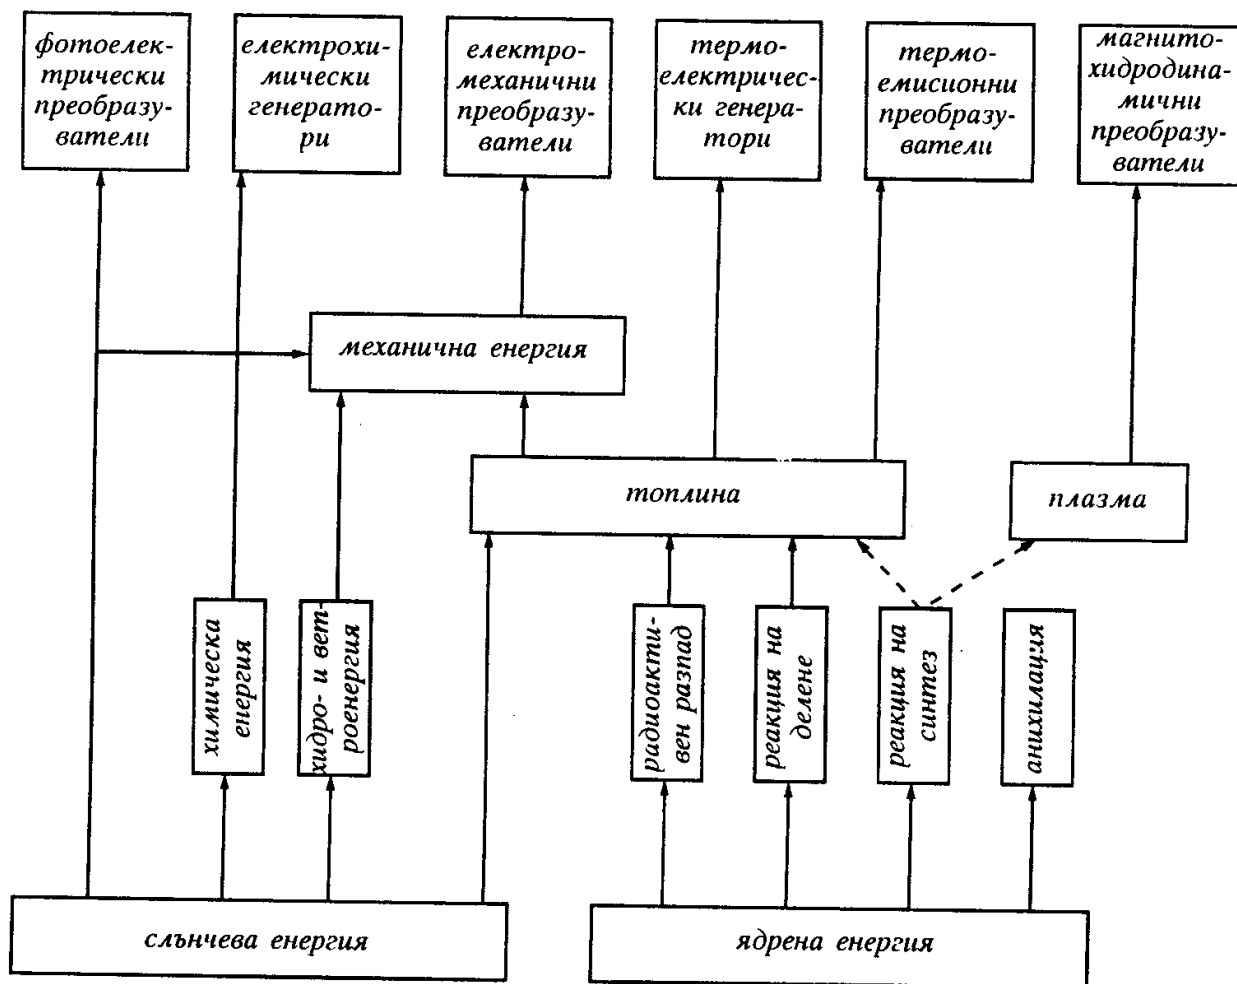 фотоелек-
трически
преобразу-
ватели
електрохи-
мически
генерато-
ри
електро-
механични
преобразу-
ватели
термо-
електричес-
ки генера-
тори
термо-
емисионни
преобразу-
ватели
магнито-
хидродина-
мични
преобразу-
ватели
механична енергия
топлина
плазма
химическа
енергия
хидро- и вет-
роенергия
радиоакти-
вен разпад
реакция на
делене
реакция на
синтез
анихилация
слънчева енергия
ядрена енергия